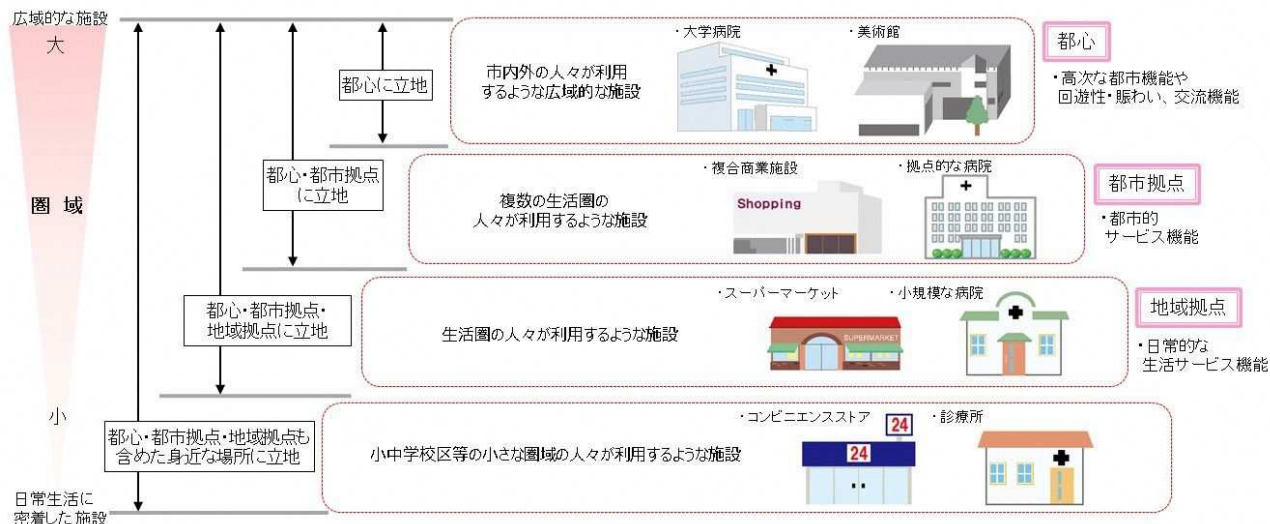 広域的な施設
大
圏 域
小
日常生活に
密着した施設
都心に立地
都心・都市拠点
に立地
都心・都市拠点・
地域拠点に立地
都心・都市拠点・地域拠点も
含めた身近な場所に立地
市内外の人々が利用
するような広域的な施設
・大学病院
・美術館
都心
・高次な都市機能や
回遊性・賑わい、交流機能
複数の生活圏の
人々が利用するような施設
・複合商業施設
Shopping
・拠点的な病院
都市拠点
・都市的
サービス機能
生活圏の人々が利用するような施設
・スーパーマーケット
SUPERMARKET
・小規模な病院
地域拠点
・日常的な
生活サービス機能
小中学校区等の小さな圏域の人々が利用するような施設
・コンビニエンスストア
24
24
・診療所